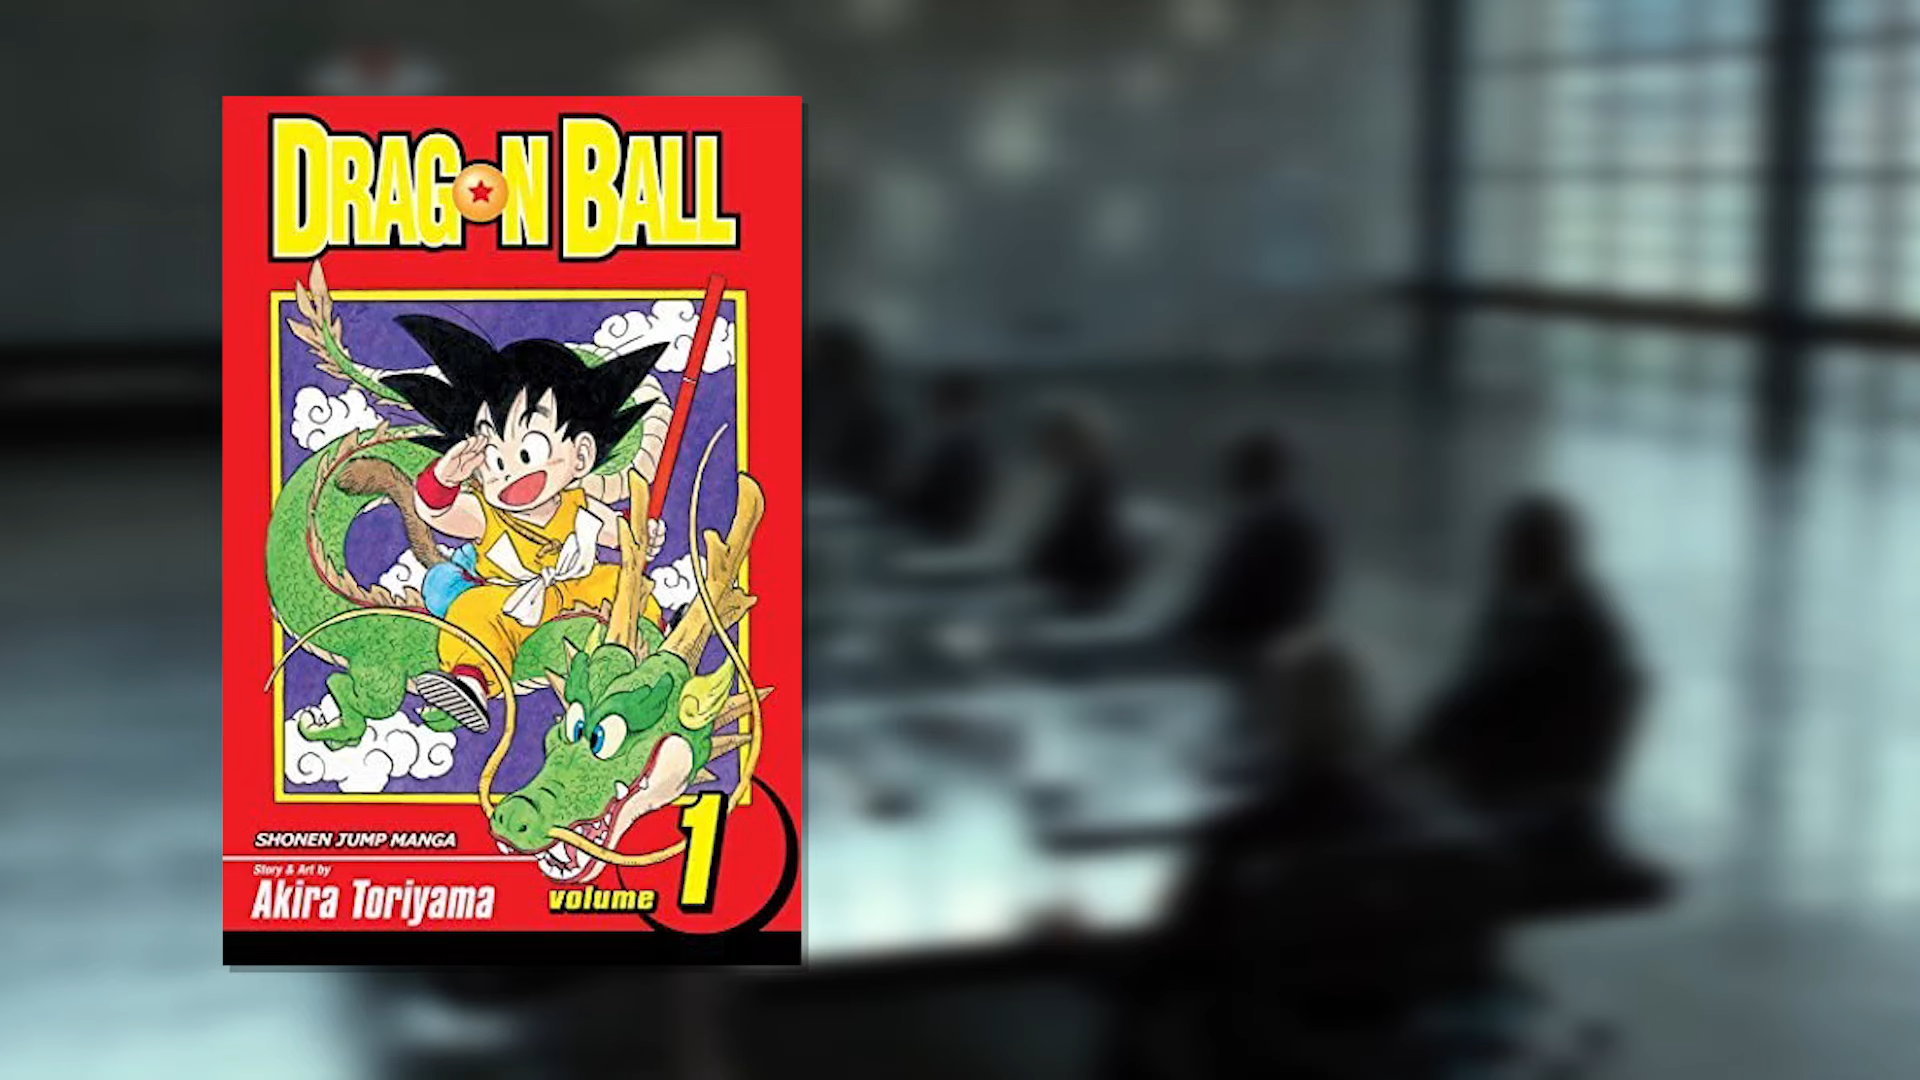 DRAGON BALL
SHONEN JUMP MANGA
Story & Art by
Akira Toriyama
volume 1